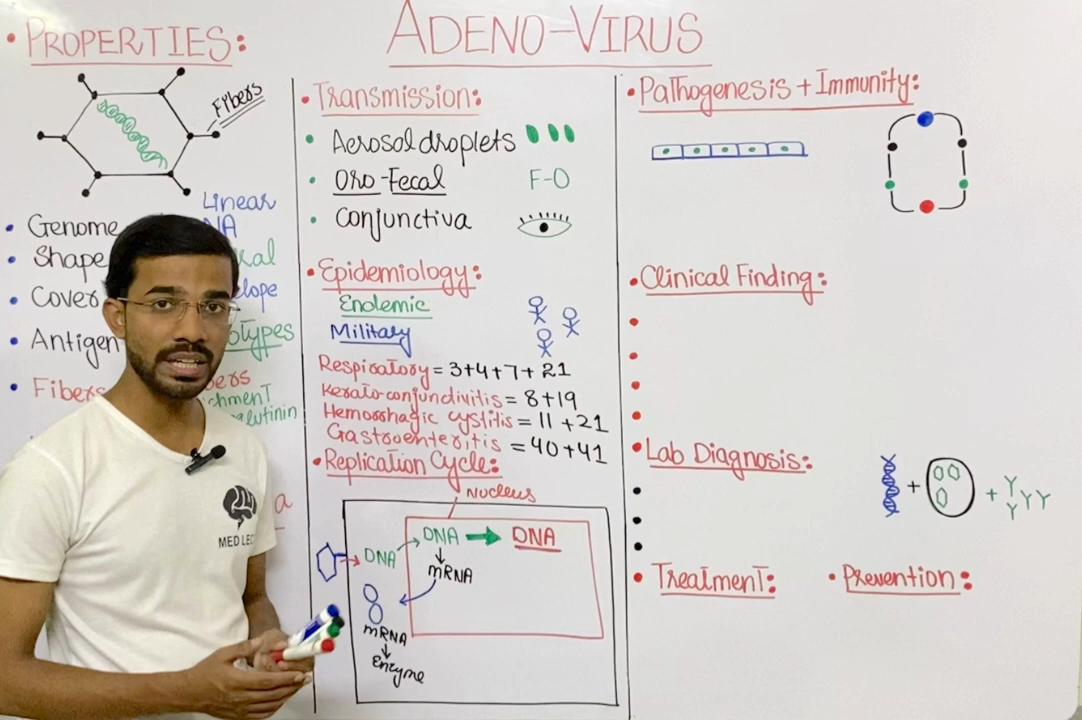 ADENO-VIRUS
• PROPERTIES:
Fibers
• Genome Linear
NA
• Shape
• Cover
• Antigen
• Fibers
MED LEC
• Transmission:
• Aerosol droplets
• Oro-Fecal F-O
• Conjunctiva
• Epidemiology:
Endemic
Military
Respiratory = 3+4+7+21
Kerato-conjunctivitis = 8+19
Hemorrhagic cystitis = 11+21
Gastroenteritis = 40+41
• Replication Cycle:
Nucleus
DNA DNA → DNA
mRNA
mRNA
Enzyme
• Pathogenesis + Immunity:
• Clinical Finding:
• Lab Diagnosis:
+ + Y Y Y Y
• Treatment: • Prevention: